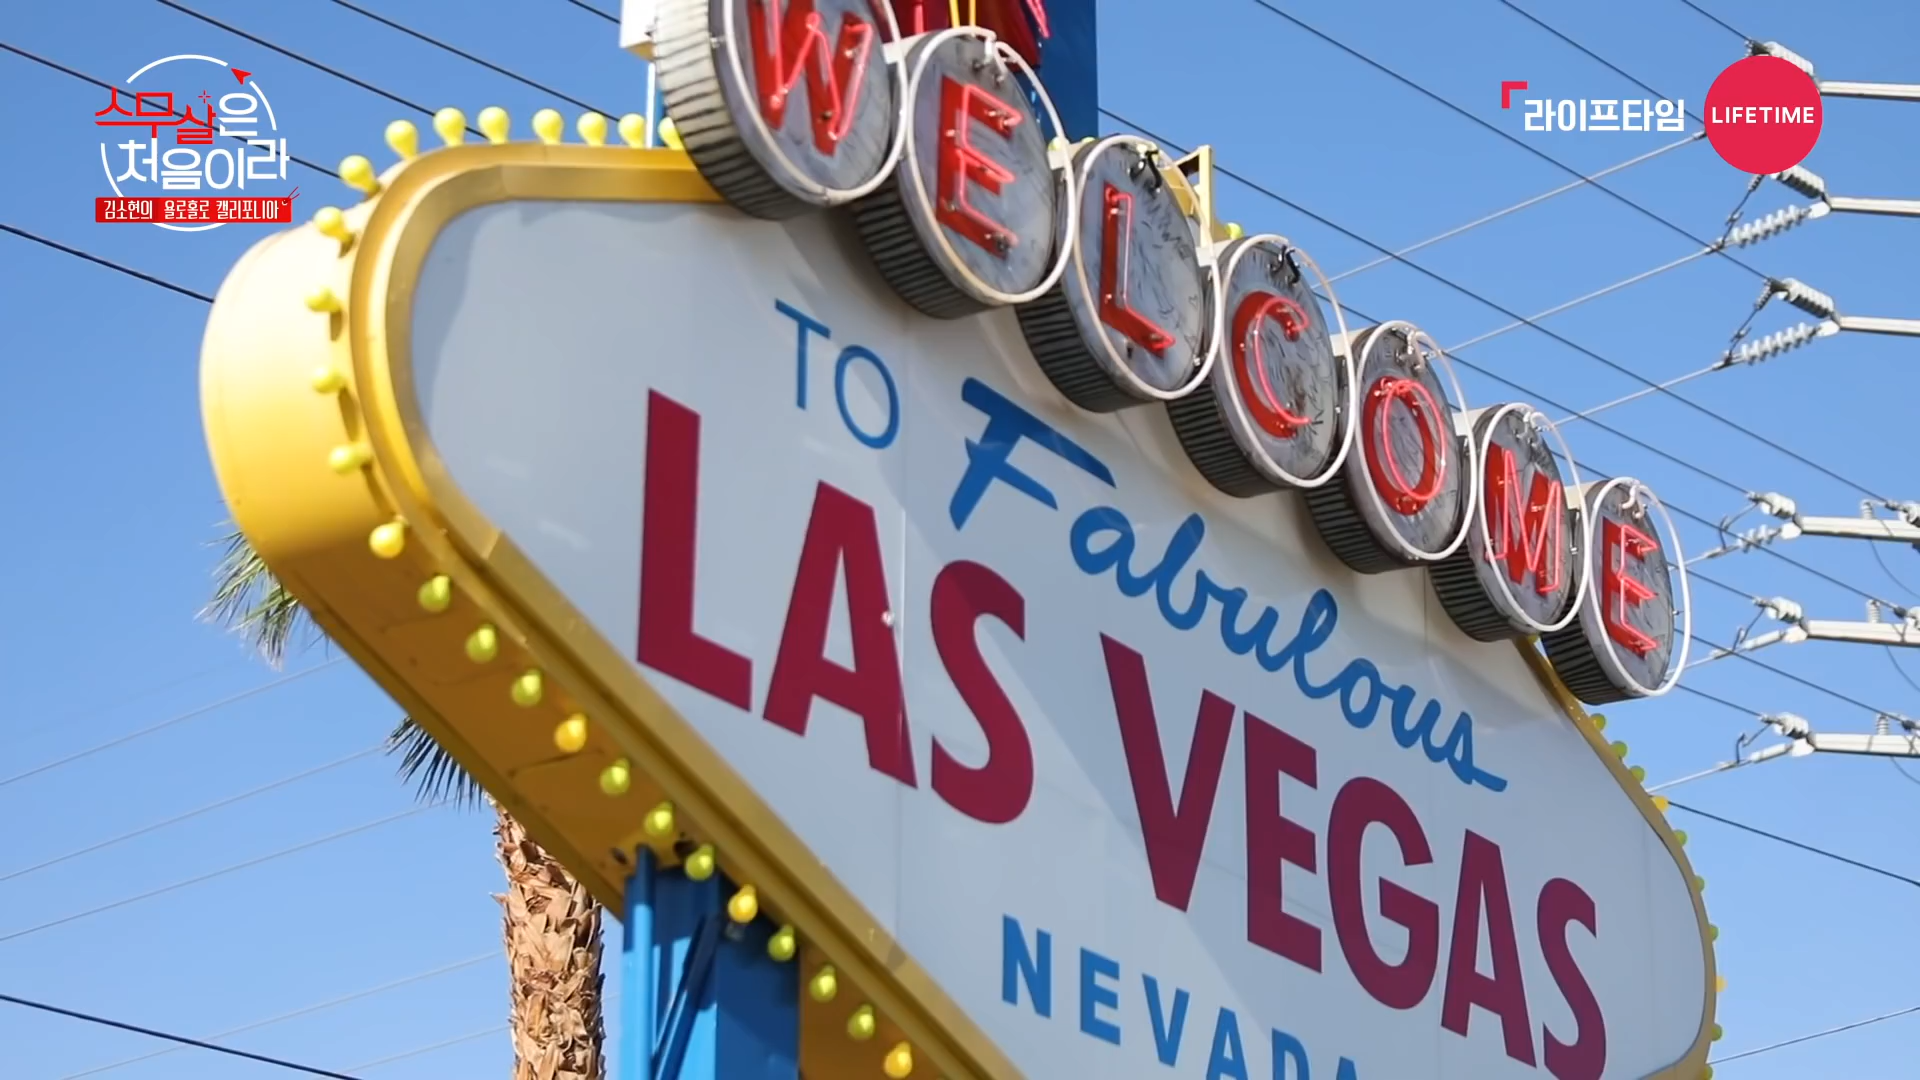 스무살은
처음이라
김소현의 욜로홀로 캘리포니아
라이프타임
LIFETIME
WELCOME
TO Fabulous
LAS VEGAS
NEVADA